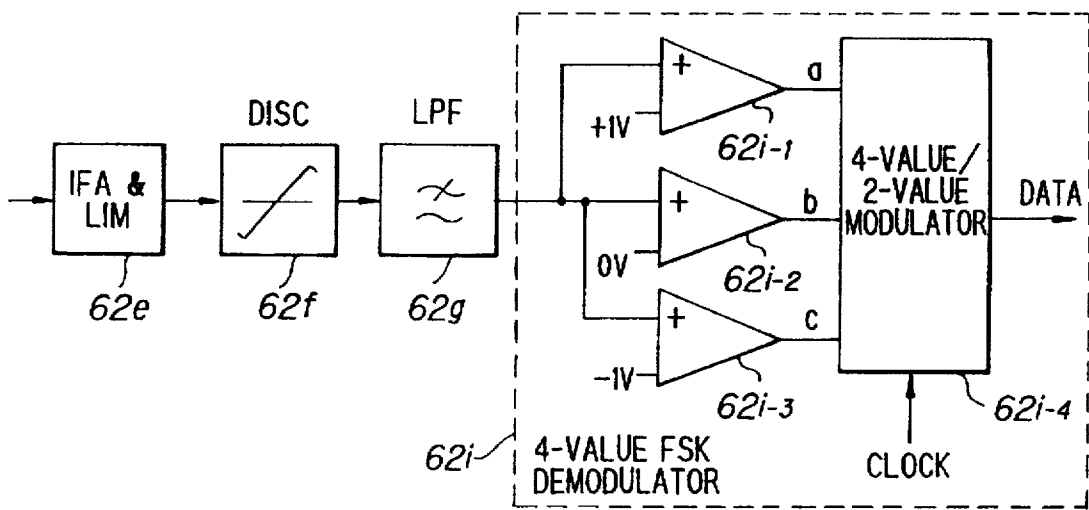 DISC
LPF
IFA &
LIM
62e
62f
62g
+
+1V
62i-1
a
+
0V
62i-2
b
+
-1V
62i-3
c
4-VALUE/
2-VALUE
MODULATOR
DATA
62i-4
CLOCK
62i
4-VALUE FSK
DEMODULATOR